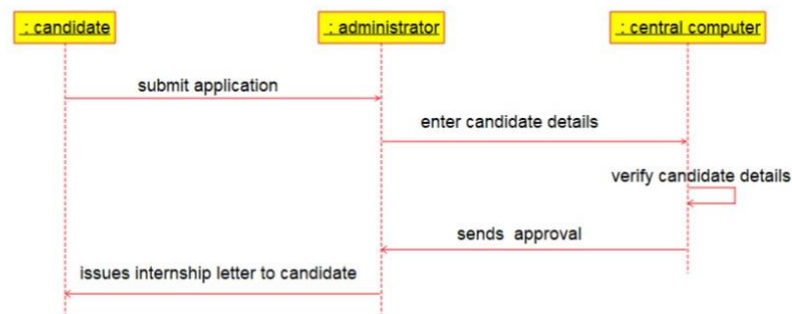 : candidate
: administrator
: central computer
submit application
enter candidate details
verify candidate details
sends approval
issues internship letter to candidate